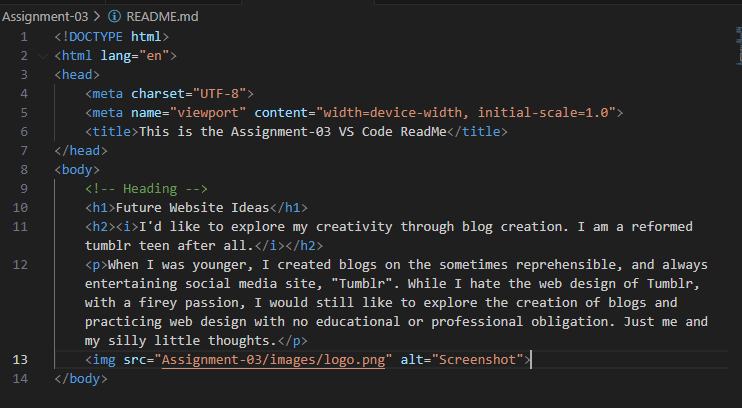 Assignment-03 > README.md
1 <!DOCTYPE html>
2 <html lang="en">
3 <head>
4 <meta charset="UTF-8">
5 <meta name="viewport" content="width=device-width, initial-scale=1.0">
6 <title>This is the Assignment-03 VS Code ReadMe</title>
7 </head>
8 <body>
9 <!-- Heading -->
10 <h1>Future Website Ideas</h1>
11 <h2><i>I'd like to explore my creativity through blog creation. I am a reformed
tumblr teen after all.</i></h2>
12 <p>When I was younger, I created blogs on the sometimes reprehensible, and always
entertaining social media site, "Tumblr". While I hate the web design of Tumblr,
with a firey passion, I would still like to explore the creation of blogs and
practicing web design with no educational or professional obligation. Just me and
my silly little thoughts.</p>
13 <img src="Assignment-03/images/logo.png" alt="Screenshot">
14 </body>